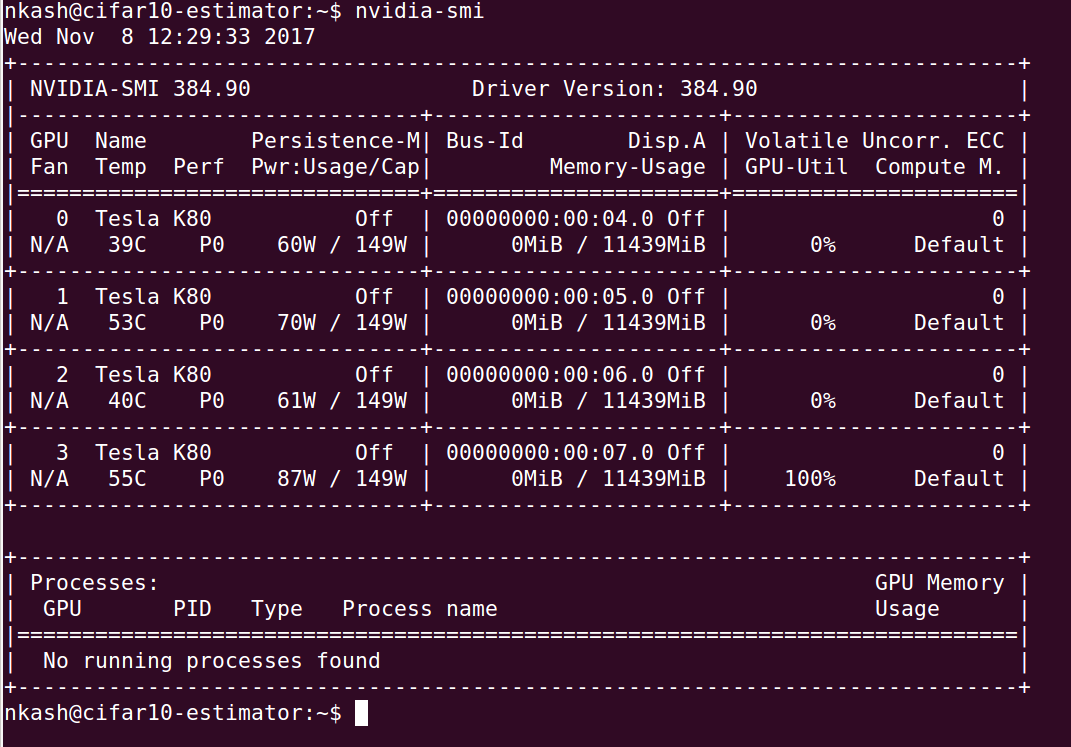 nkash@cifar10-estimator:~$ nvidia-smi
Wed Nov  8 12:29:33 2017
+-----------------------------------------------------------------------------+
| NVIDIA-SMI 384.90                 Driver Version: 384.90                    |
|-------------------------------+----------------------+----------------------+
| GPU  Name        Persistence-M| Bus-Id        Disp.A | Volatile Uncorr. ECC |
| Fan  Temp  Perf  Pwr:Usage/Cap|         Memory-Usage | GPU-Util  Compute M. |
|===============================+======================+======================|
|   0  Tesla K80           Off  | 00000000:00:04.0 Off |                    0 |
| N/A   39C    P0    60W / 149W |      0MiB / 11439MiB |      0%      Default |
+-------------------------------+----------------------+----------------------+
|   1  Tesla K80           Off  | 00000000:00:05.0 Off |                    0 |
| N/A   53C    P0    70W / 149W |      0MiB / 11439MiB |      0%      Default |
+-------------------------------+----------------------+----------------------+
|   2  Tesla K80           Off  | 00000000:00:06.0 Off |                    0 |
| N/A   40C    P0    61W / 149W |      0MiB / 11439MiB |      0%      Default |
+-------------------------------+----------------------+----------------------+
|   3  Tesla K80           Off  | 00000000:00:07.0 Off |                    0 |
| N/A   55C    P0    87W / 149W |      0MiB / 11439MiB |    100%      Default |
+-------------------------------+----------------------+----------------------+

+-----------------------------------------------------------------------------+
| Processes:                                                       GPU Memory |
|  GPU       PID   Type   Process name                             Usage      |
|=============================================================================|
|  No running processes found                                                 |
+-----------------------------------------------------------------------------+
nkash@cifar10-estimator:~$